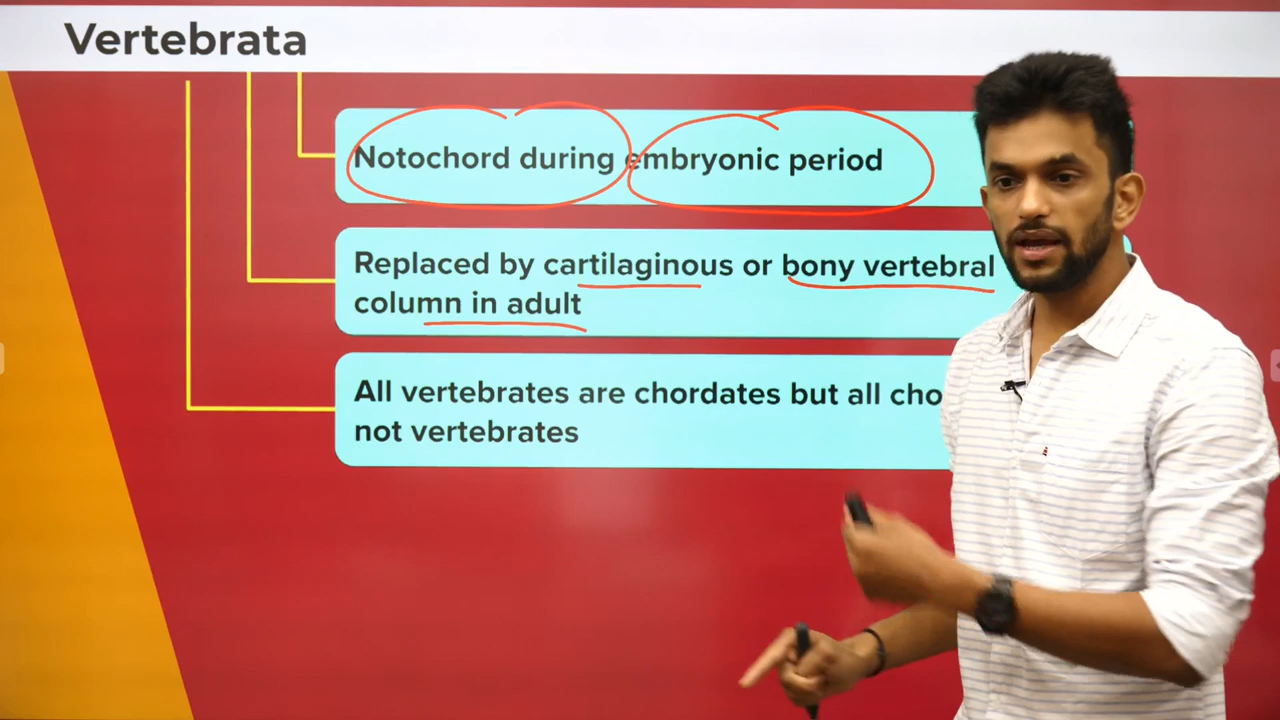 Vertebrata
Notochord during embryonic period
Replaced by cartilaginous or bony vertebral
column in adult
All vertebrates are chordates but all
not vertebrates